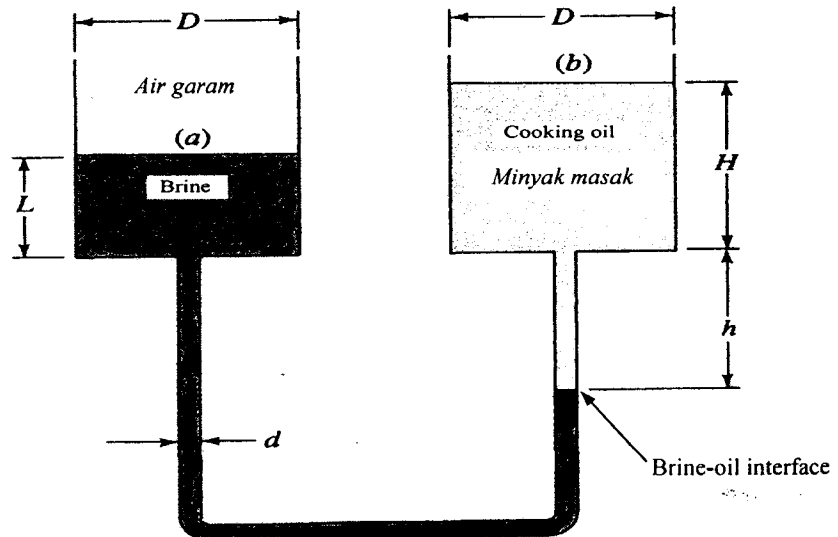 D
D
(b)
Air garam
(a)
Cooking oil
Brine
Minyak masak
L
H
h
d
Brine-oil interface